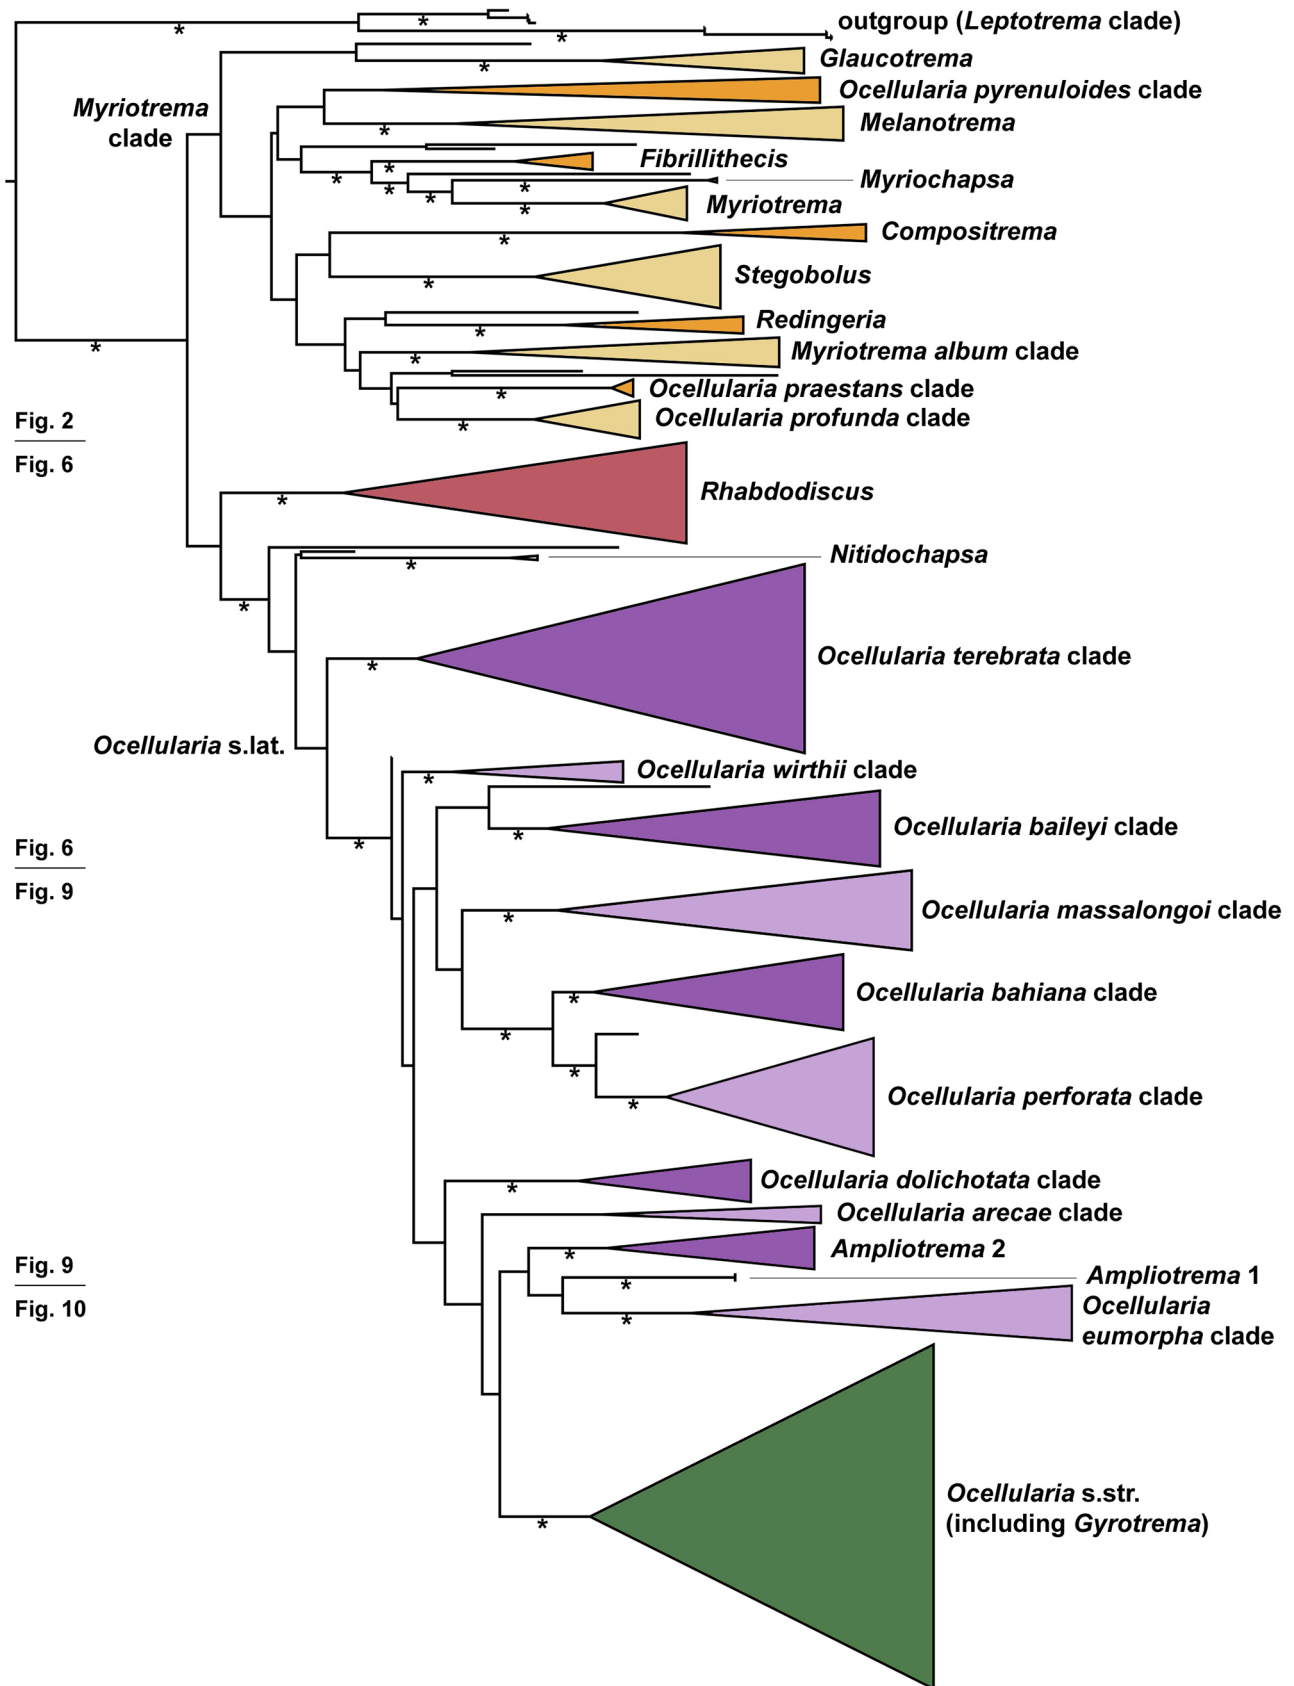 outgroup (Leptotrema clade)
Glaucotrema
Ocellularia pyrenuloides clade
Myriotrema
clade
Melanotrema
Fibrillithecis
Myriochapsa
Myriotrema
Compositrema
Stegobolus
Redingeria
Myriotrema album clade
Ocellularia praestans clade
Ocellularia profunda clade
Fig. 2
Fig. 6
Rhabdodiscus
Nitidochapsa
Ocellularia terebrata clade
Ocellularia s.lat.
Ocellularia wirthii clade
Ocellularia baileyi clade
Fig. 6
Fig. 9
Ocellularia massalongoi clade
Ocellularia bahiana clade
Ocellularia perforata clade
Ocellularia dolichotata clade
Ocellularia arecae clade
Ampliotrema 2
Fig. 9
Fig. 10
Ampliotrema 1
Ocellularia
eumorpha clade
Ocellularia s.str.
(including Gyrotrema)